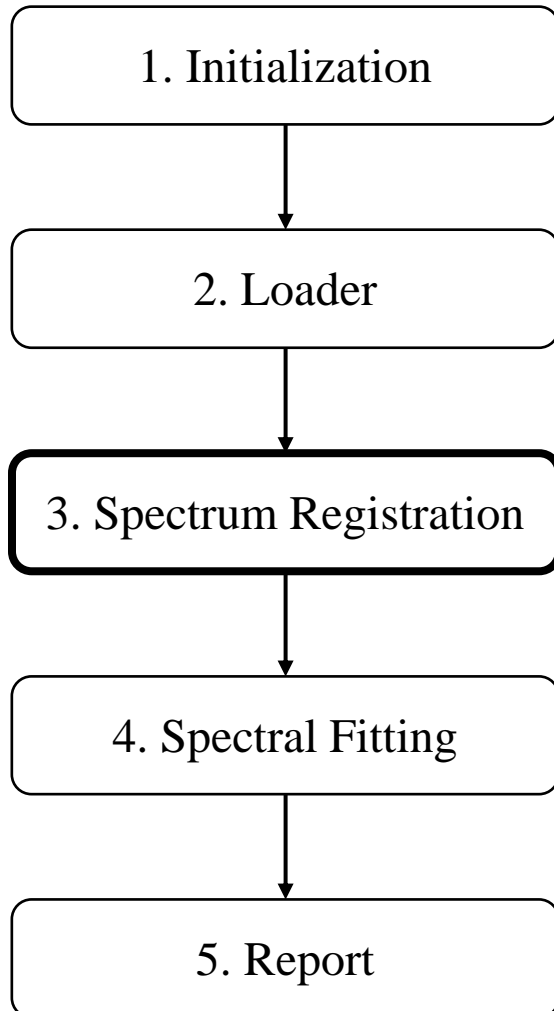 1. Initialization
2. Loader
3. Spectrum Registration
4. Spectral Fitting
5. Report